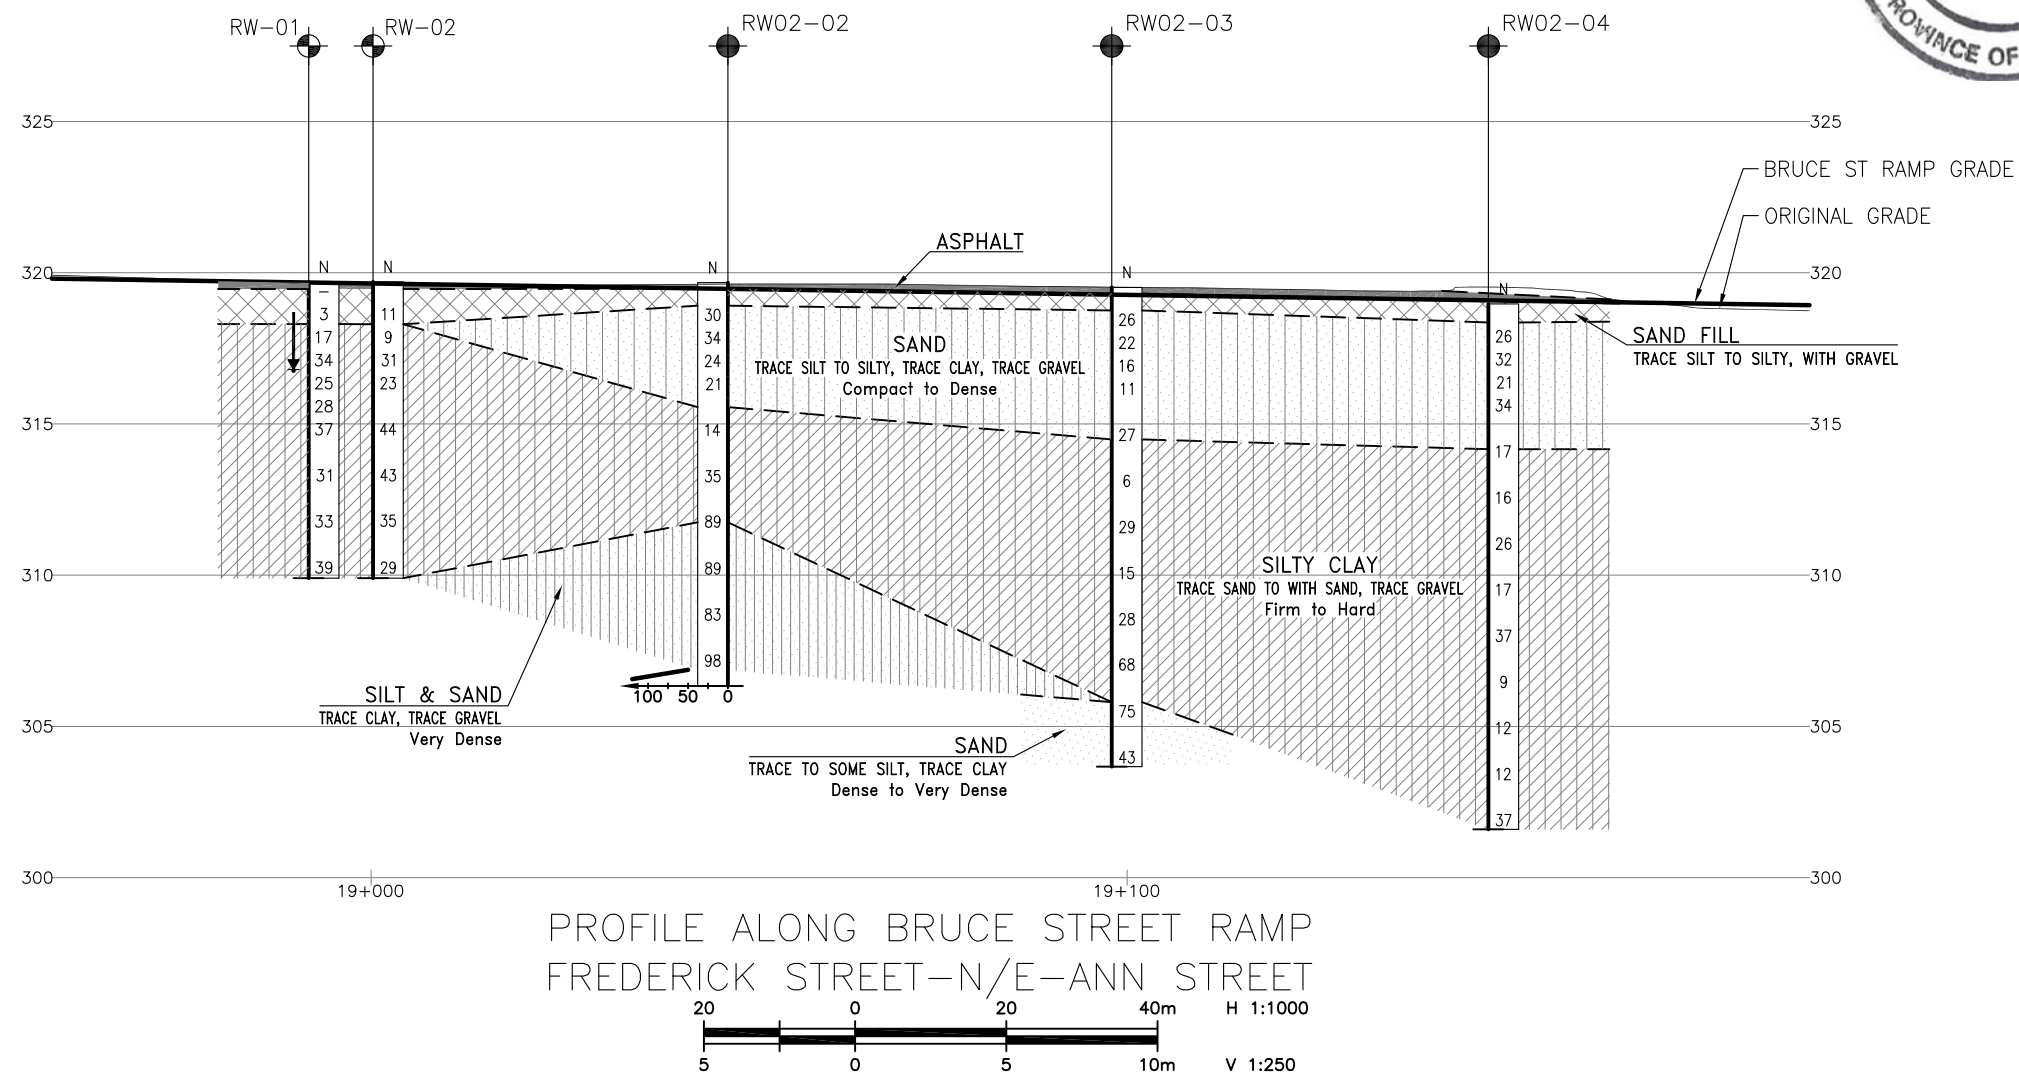 RW-01
RW-02
RW02-02
RW02-03
RW02-04
ROVINCE OF
325
325
BRUCE ST RAMP GRADE
ORIGINAL GRADE
ASPHALT
320
320
N
N
N
N
N
–
3
17
34
25
28
37
31
33
39
11
9
31
23
44
43
35
29
30
34
24
21
14
35
89
89
83
98
26
22
16
11
27
6
29
15
28
68
75
43
26
32
21
34
17
16
26
17
37
9
12
12
37
SAND
TRACE SILT TO SILTY, TRACE CLAY, TRACE GRAVEL
Compact to Dense
SAND FILL
TRACE SILT TO SILTY, WITH GRAVEL
315
315
SILTY CLAY
TRACE SAND TO WITH SAND, TRACE GRAVEL
Firm to Hard
310
310
SILT & SAND
TRACE CLAY, TRACE GRAVEL
Very Dense
100 50 0
305
305
SAND
TRACE TO SOME SILT, TRACE CLAY
Dense to Very Dense
300
300
19+000
19+100
PROFILE ALONG BRUCE STREET RAMP
FREDERICK STREET-N/E-ANN STREET
20 0 20 40m H 1:1000
5 0 5 10m V 1:250